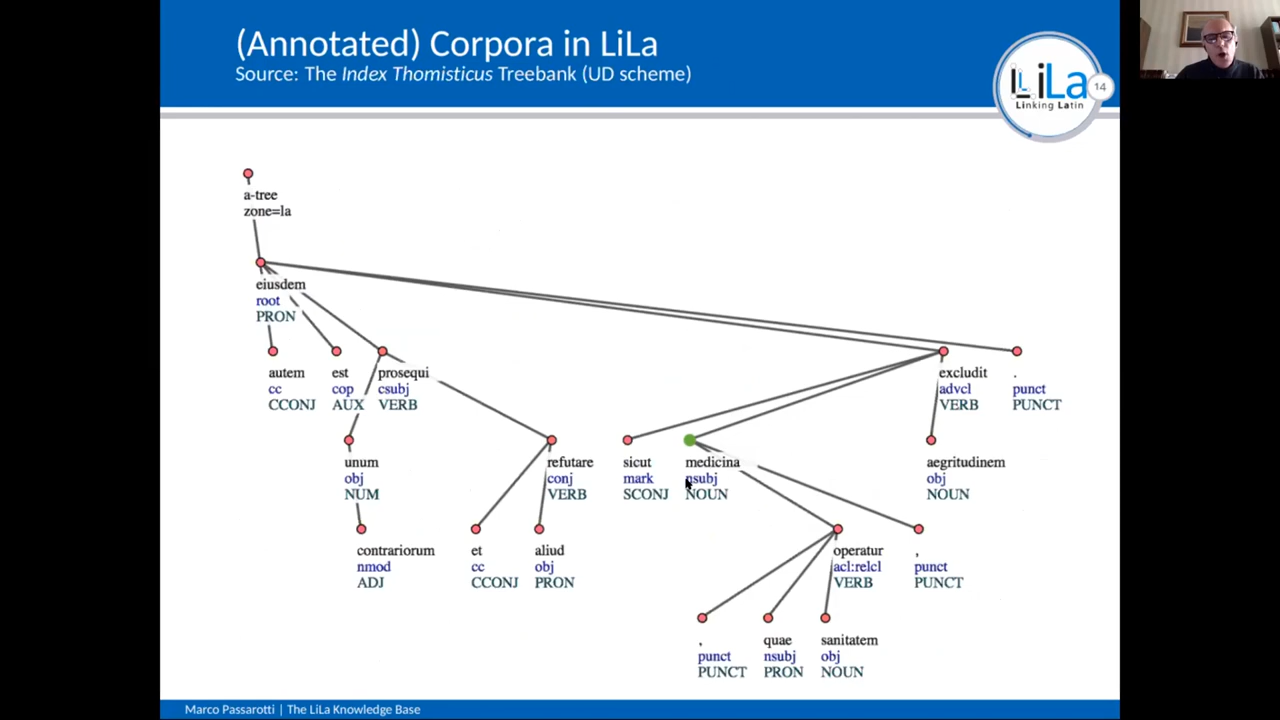 (Annotated) Corpora in LiLa
Source: The Index Thomisticus Treebank (UD scheme)
LiLa
Linking Latin
14
a-tree
zone=la
eiusdem
root
PRON
autem
cc
CCONJ
est
cop
AUX
prosequi
csubj
VERB
excludit
advcl
VERB
.
punct
PUNCT
unum
obj
NUM
refutare
conj
VERB
sicut
mark
SCONJ
medicina
nsubj
NOUN
aegritudinem
obj
NOUN
contrariorum
nmod
ADJ
et
cc
CCONJ
aliud
obj
PRON
operatur
acl:relcl
VERB
,
punct
PUNCT
,
punct
PUNCT
quae
nsubj
PRON
sanitatem
obj
NOUN
Marco Passarotti | The LiLa Knowledge Base